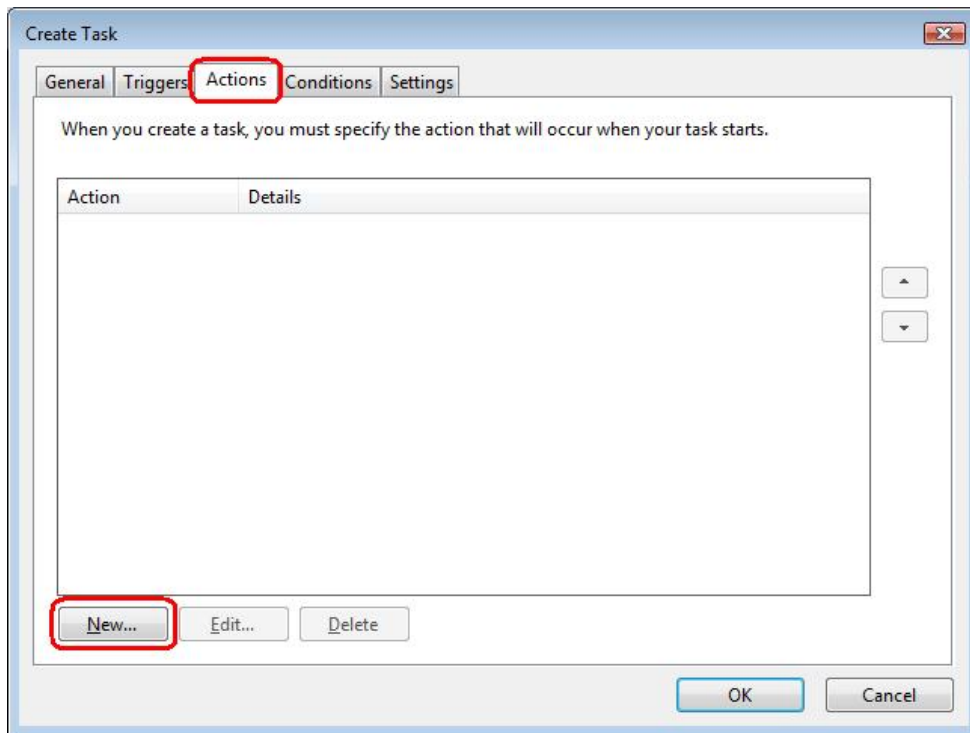 Create Task
General Triggers Actions Conditions Settings
When you create a task, you must specify the action that will occur when your task starts.
Action Details
New... Edit... Delete
OK Cancel